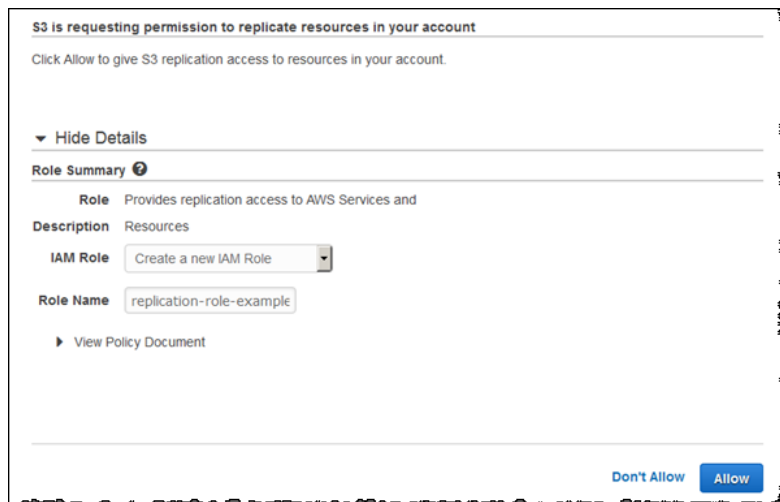 S3 is requesting permission to replicate resources in your account
Click Allow to give S3 replication access to resources in your account.
Hide Details
Role Summary ?
Role Provides replication access to AWS Services and
Description Resources
IAM Role Create a new IAM Role
Role Name replication-role-example
View Policy Document
Don't Allow Allow